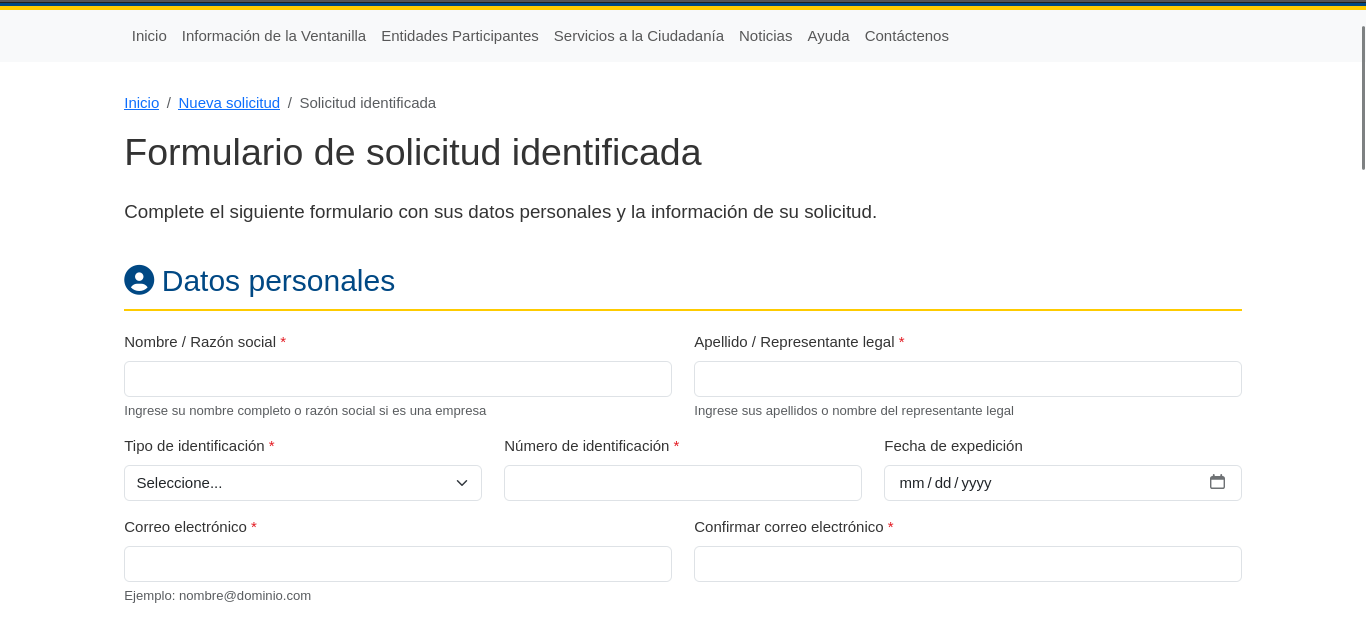 Inicio Información de la Ventanilla Entidades Participantes Servicios a la Ciudadanía Noticias Ayuda Contáctenos
Inicio / Nueva solicitud / Solicitud identificada
Formulario de solicitud identificada
Complete el siguiente formulario con sus datos personales y la información de su solicitud.
Datos personales
Nombre / Razón social * Apellido / Representante legal *
Ingrese su nombre completo o razón social si es una empresa Ingrese sus apellidos o nombre del representante legal
Tipo de identificación * Número de identificación * Fecha de expedición
Seleccione... mm/dd/yyyy
Correo electrónico * Confirmar correo electrónico *
Ejemplo: nombre@dominio.com